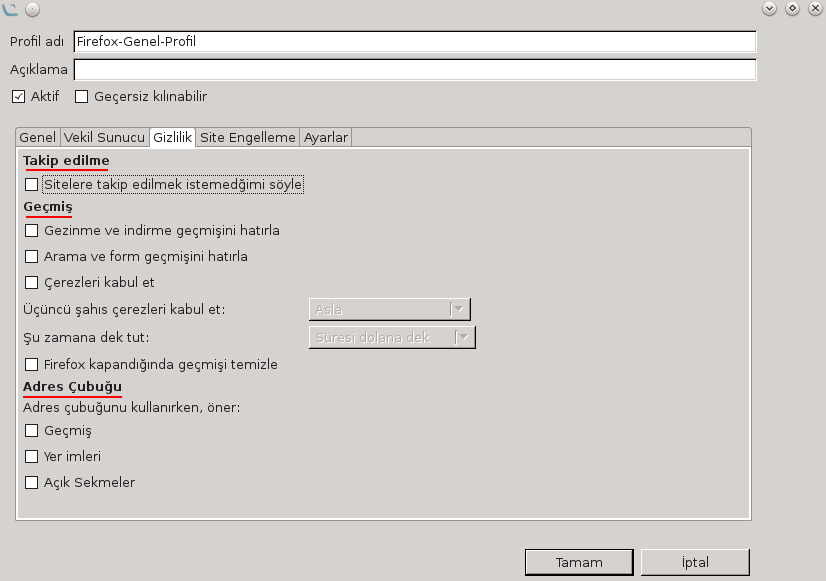 Profil adı Firefox-Genel-Profil
Açıklama
Aktif Geçersiz kılınabilir
Genel Vekil Sunucu Gizlilik Site Engelleme Ayarlar
Takip edilme
Sitelere takip edilmek istemedğimi söyle
Geçmiş
Gezinme ve indirme geçmişini hatırla
Arama ve form geçmişini hatırla
Çerezleri kabul et
Üçüncü şahıs çerezleri kabul et: Asla
Şu zamana dek tut: Süresi dolana dek
Firefox kapandığında geçmişi temizle
Adres Çubuğu
Adres çubuğunu kullanırken, öner:
Geçmiş
Yer imleri
Açık Sekmeler
Tamam İptal